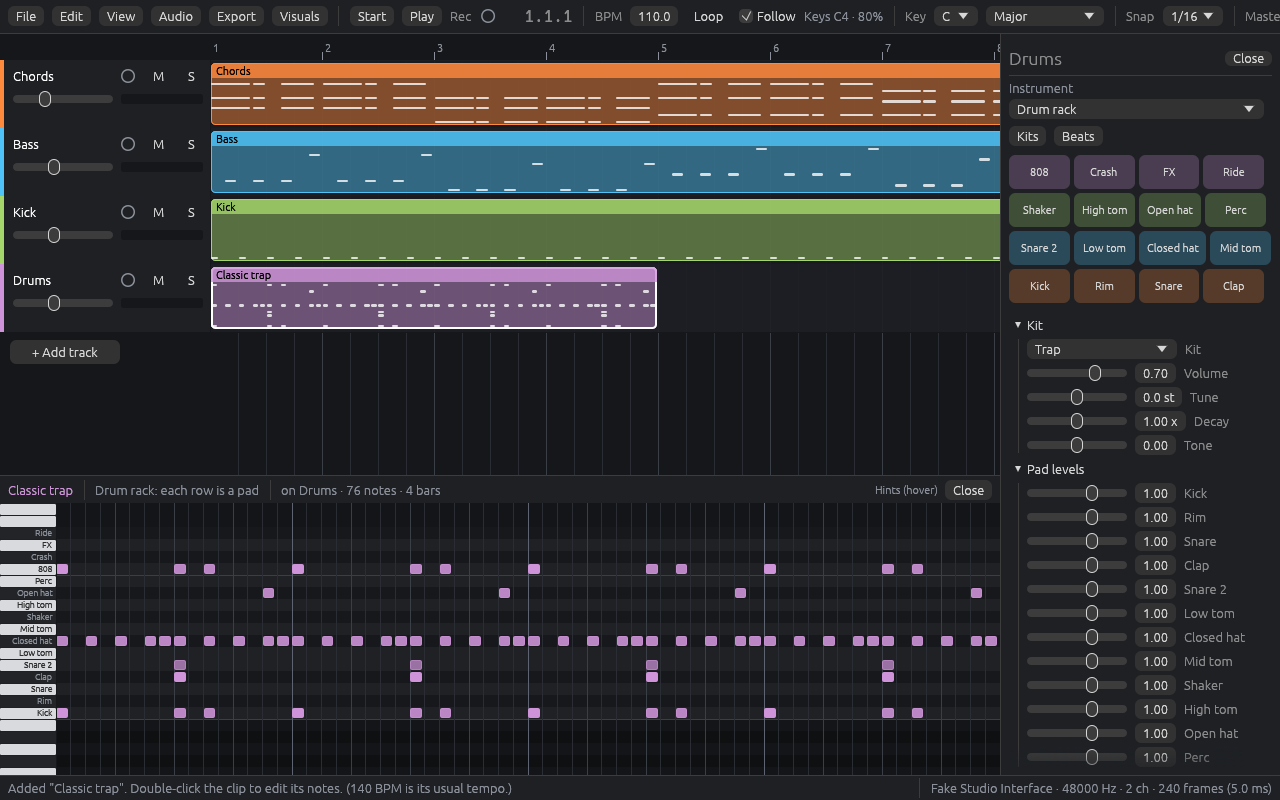 File Edit View Audio Export Visuals Start Play Rec 1.1.1 BPM 110.0 Loop Follow Keys C4 · 80% Key C Major Snap 1/16 Maste
1 2 3 4 5 6 7 8
Chords M S
Chords
Bass M S
Bass
Kick M S
Kick
Drums M S
Classic trap
+ Add track
Drums Close
Instrument
Drum rack
Kits Beats
808 Crash FX Ride
Shaker High tom Open hat Perc
Snare 2 Low tom Closed hat Mid tom
Kick Rim Snare Clap
Kit
Trap Kit
0.70 Volume
0.0 st Tune
1.00 x Decay
0.00 Tone
Pad levels
1.00 Kick
1.00 Rim
1.00 Snare
1.00 Clap
1.00 Snare 2
1.00 Low tom
1.00 Closed hat
1.00 Mid tom
1.00 Shaker
1.00 High tom
1.00 Open hat
1.00 Perc
Classic trap Drum rack: each row is a pad on Drums · 76 notes · 4 bars Hints (hover) Close
Ride
FX
Crash
808
Perc
Open hat
High tom
Shaker
Mid tom
Closed hat
Low tom
Snare 2
Clap
Snare
Rim
Kick
Added "Classic trap". Double-click the clip to edit its notes. (140 BPM is its usual tempo.) Fake Studio Interface · 48000 Hz · 2 ch · 240 frames (5.0 ms)